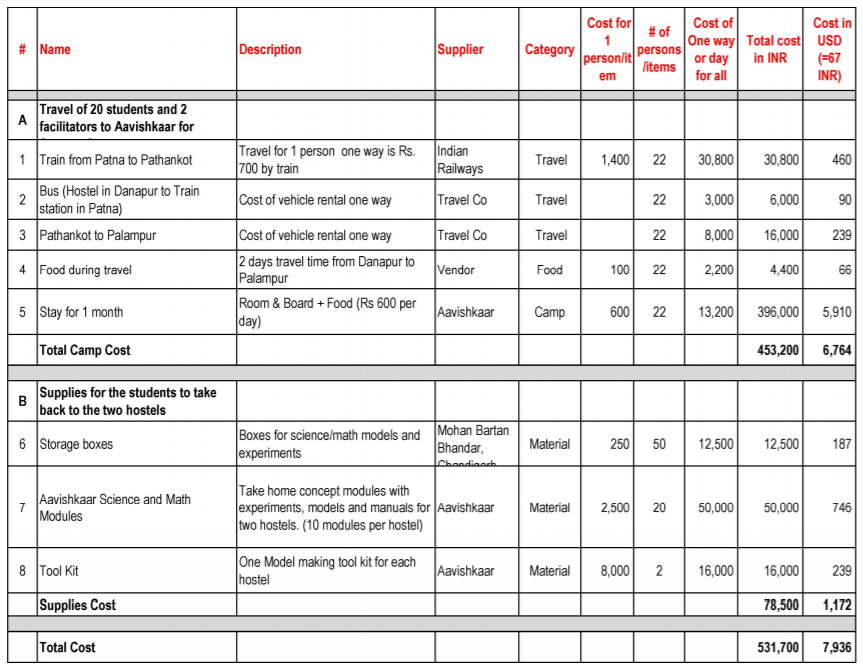 # Name Description Supplier Category Cost for 1 person/it em # of persons /items Cost of One way or day for all Total cost in INR Cost in USD (=67 INR)
A Travel of 20 students and 2 facilitators to Aavishkaar for
1 Train from Patna to Pathankot Travel for 1 person one way is Rs. 700 by train Indian Railways Travel 1,400 22 30,800 30,800 460
2 Bus (Hostel in Danapur to Train station in Patna) Cost of vehicle rental one way Travel Co Travel 22 3,000 6,000 90
3 Pathankot to Palampur Cost of vehicle rental one way Travel Co Travel 22 8,000 16,000 239
4 Food during travel 2 days travel time from Danapur to Palampur Vendor Food 100 22 2,200 4,400 66
5 Stay for 1 month Room & Board + Food (Rs 600 per day) Aavishkaar Camp 600 22 13,200 396,000 5,910
Total Camp Cost 453,200 6,764
B Supplies for the students to take back to the two hostels
6 Storage boxes Boxes for science/math models and experiments Mohan Bartan Bhandar, Chandigarh Material 250 50 12,500 12,500 187
7 Aavishkaar Science and Math Modules Take home concept modules with experiments, models and manuals for two hostels. (10 modules per hostel) Aavishkaar Material 2,500 20 50,000 50,000 746
8 Tool Kit One Model making tool kit for each hostel Aavishkaar Material 8,000 2 16,000 16,000 239
Supplies Cost 78,500 1,172
Total Cost 531,700 7,936